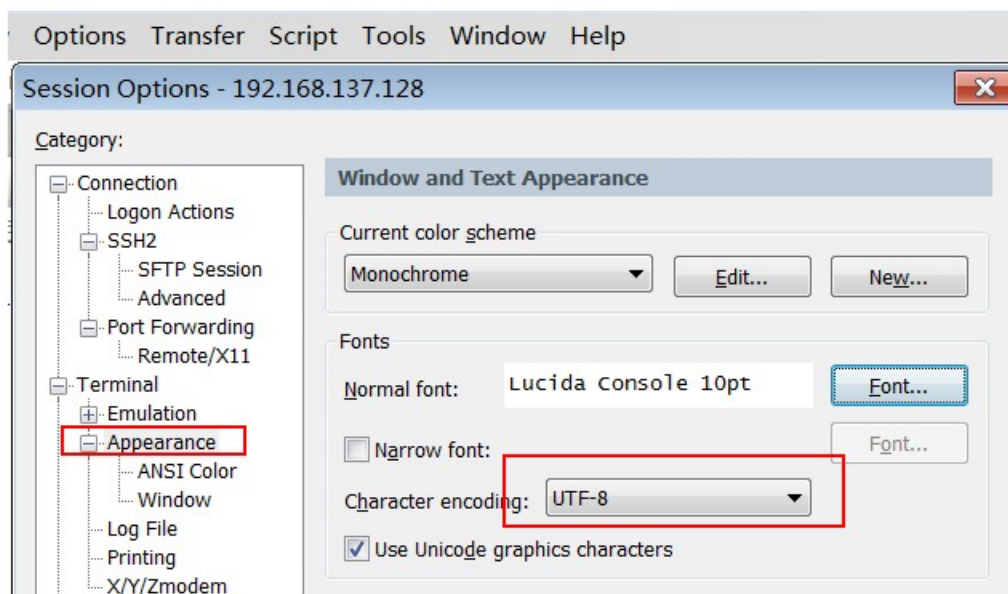 Options Transfer Script Tools Window Help
Session Options - 192.168.137.128
Category:
Connection
Logon Actions
SSH2
SFTP Session
Advanced
Port Forwarding
Remote/X11
Terminal
Emulation
Appearance
ANSI Color
Window
Log File
Printing
X/Y/Zmodem
Window and Text Appearance
Current color scheme
Monochrome Edit... New...
Fonts
Normal font: Lucida Console 10pt Font...
Narrow font: Font...
Character encoding: UTF-8
Use Unicode graphics characters